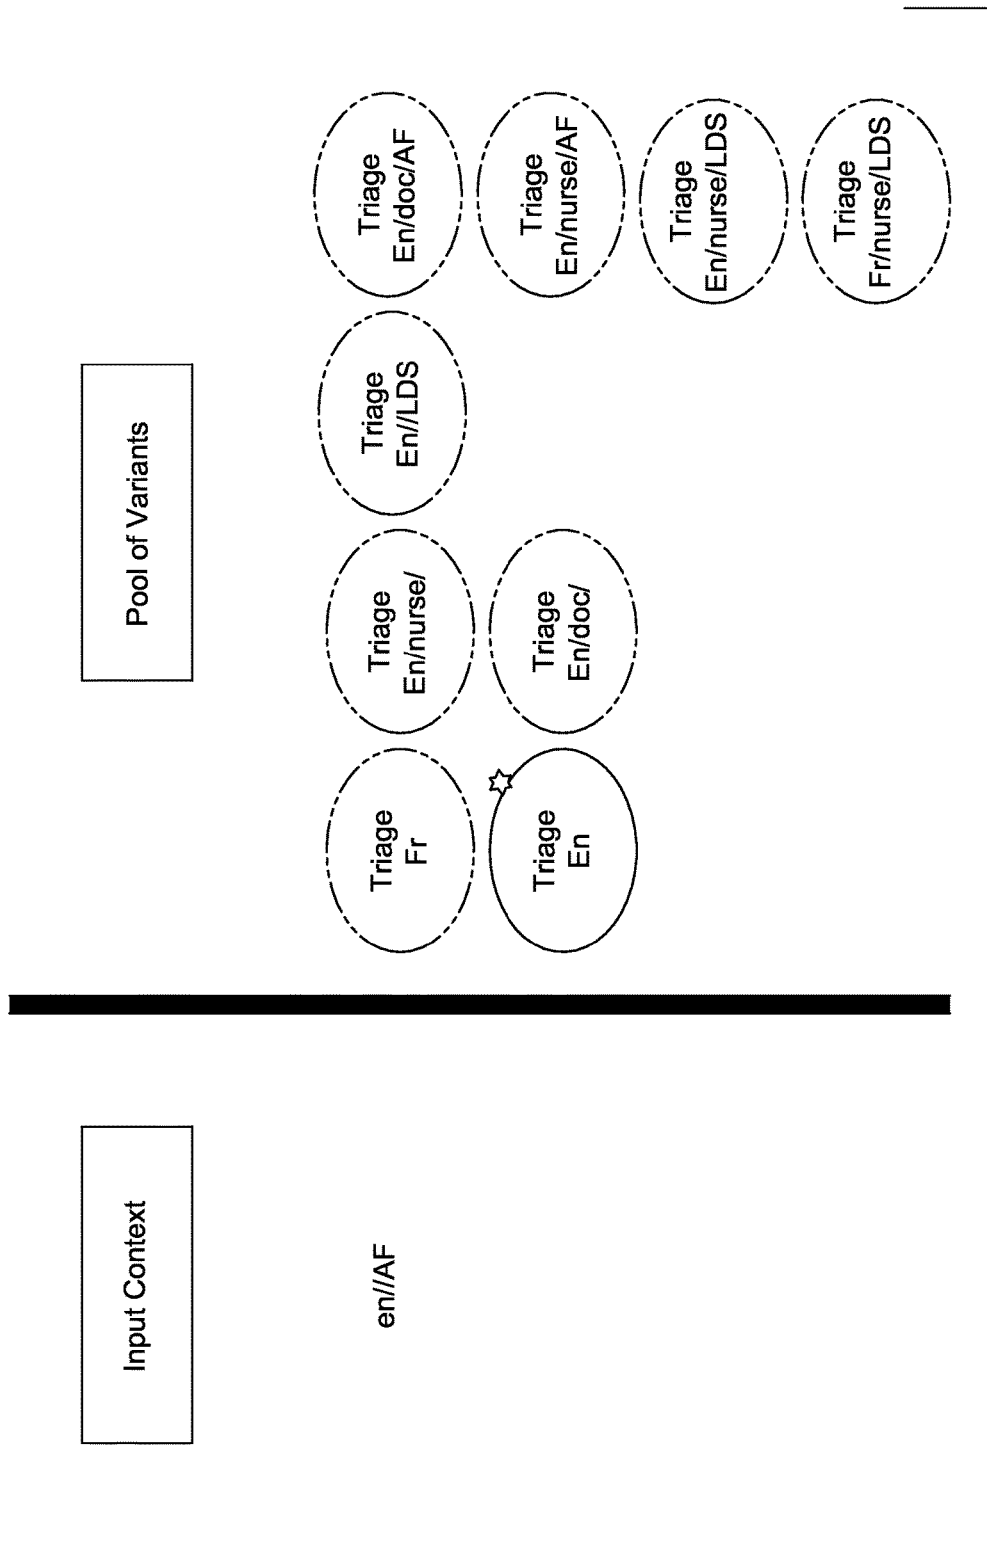 Input Context
Pool of Variants
en//AF
Triage
Fr
Triage
En/nurse/
Triage
En//LDS
Triage
En/doc/AF
Triage
En
Triage
En/doc/
Triage
En/nurse/AF
Triage
En/nurse/LDS
Triage
Fr/nurse/LDS